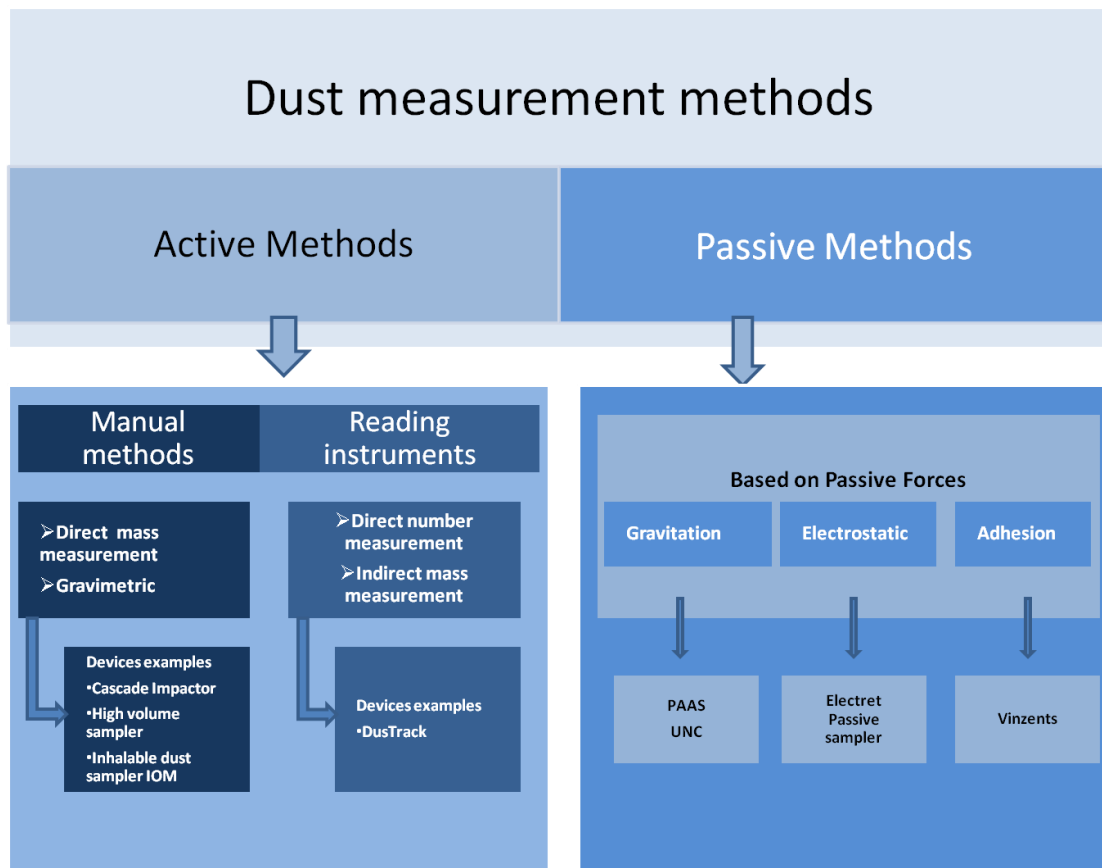 Dust measurement methods
Active Methods
Passive Methods
Manual
methods
Reading
instruments
➢Direct mass
measurement
➢Gravimetric
➢Direct number
measurement
➢Indirect mass
measurement
Devices examples
•Cascade Impactor
•High volume
sampler
•Inhalable dust
sampler IOM
Devices examples
•DusTrack
Based on Passive Forces
Gravitation
Electrostatic
Adhesion
PAAS
UNC
Electret
Passive
sampler
Vinzents